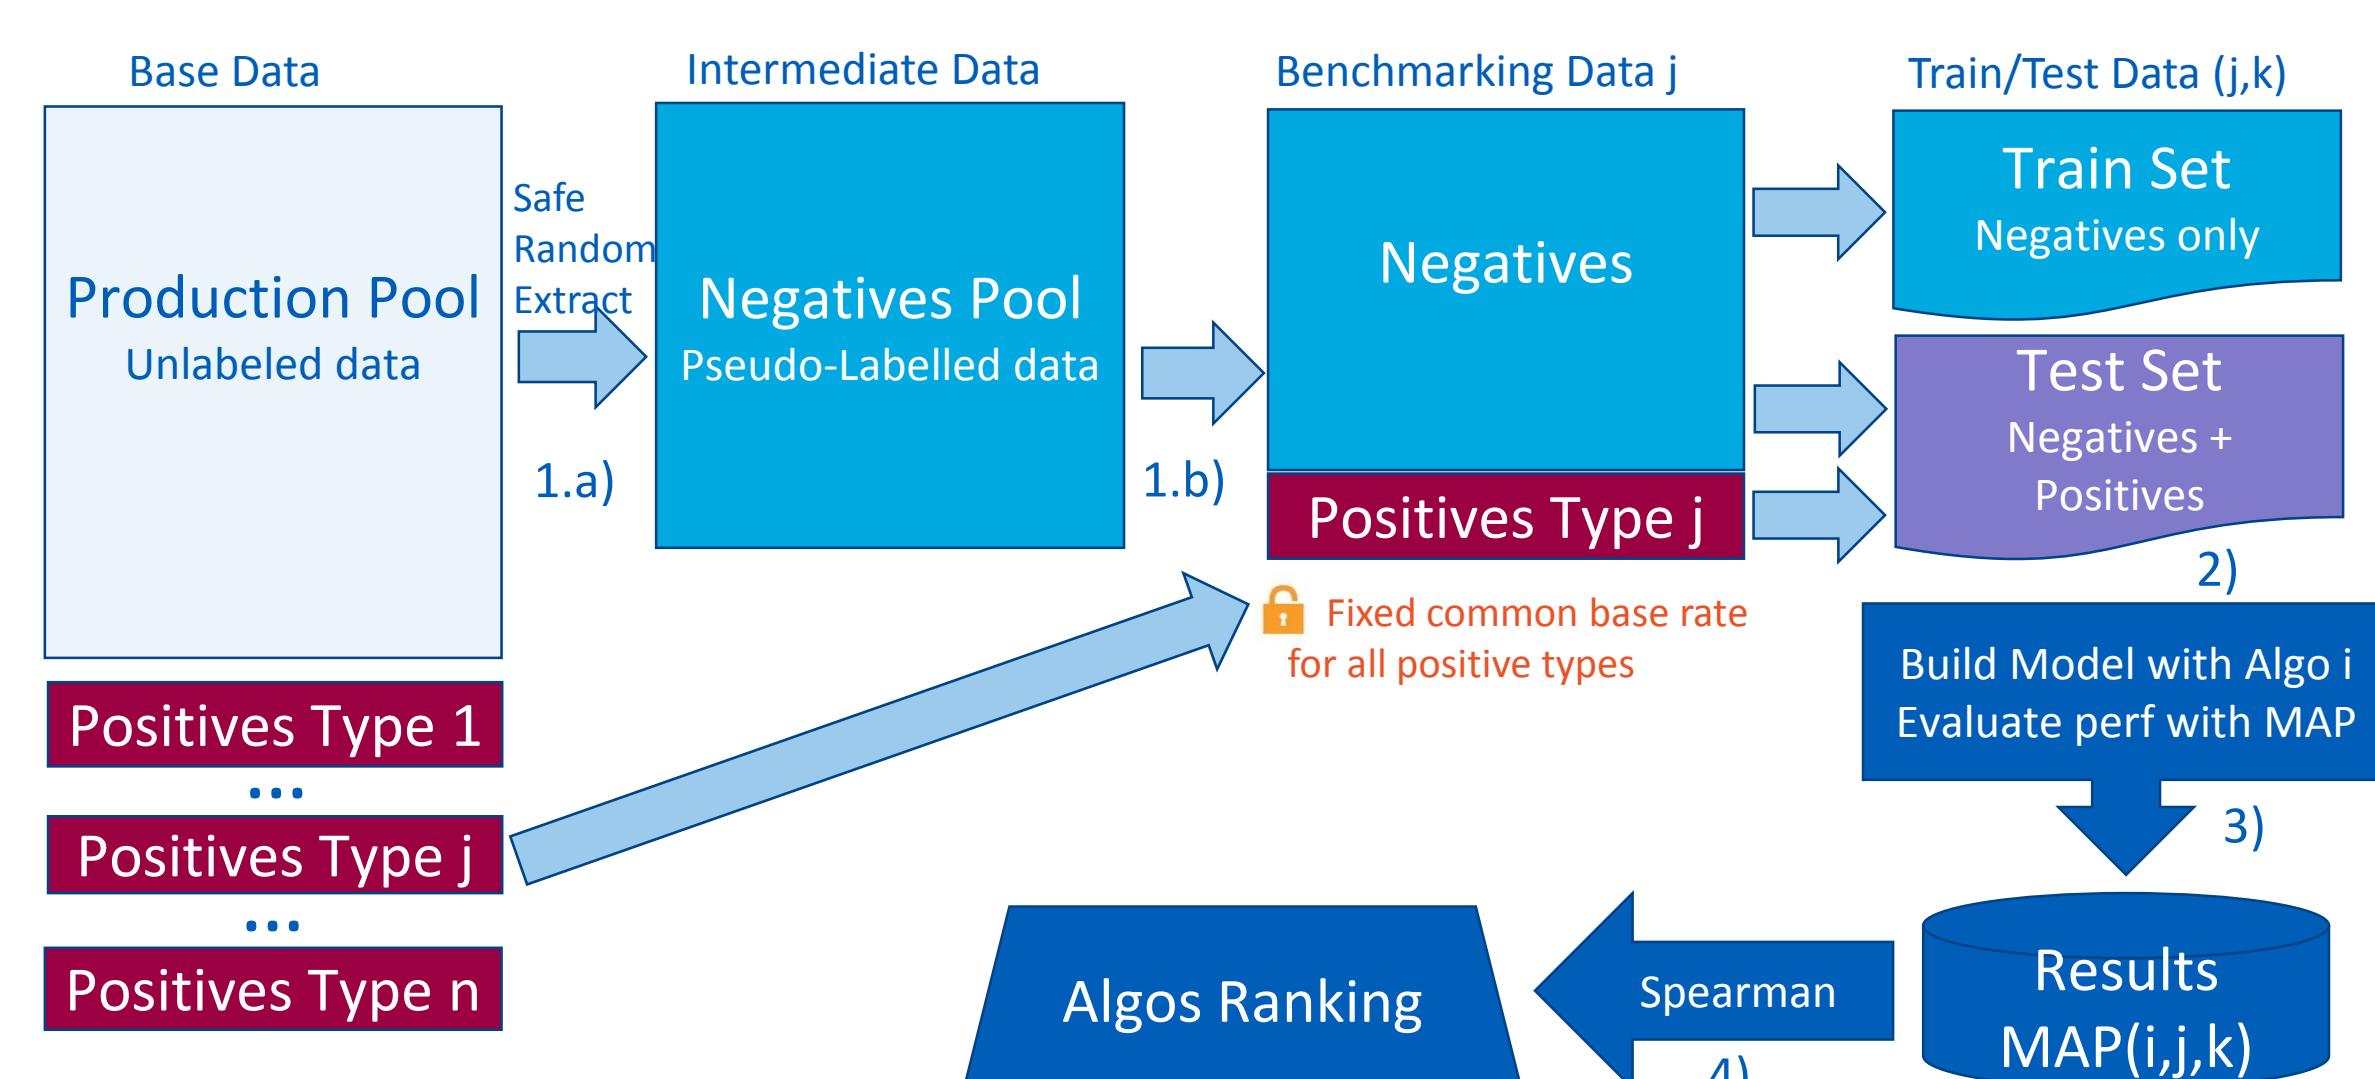 Base Data
Production Pool
Unlabeled data
Positives Type 1
...
Positives Type j
...
Positives Type n
Safe
Random
Extract
1.a)
Intermediate Data
Negatives Pool
Pseudo-Labelled data
1.b)
Benchmarking Data j
Negatives
Positives Type j
Fixed common base rate
for all positive types
Train/Test Data (j,k)
Train Set
Negatives only
Test Set
Negatives +
Positives
2)
Build Model with Algo i
Evaluate perf with MAP
3)
Results
MAP(i,j,k)
Spearman
4)
Algos Ranking